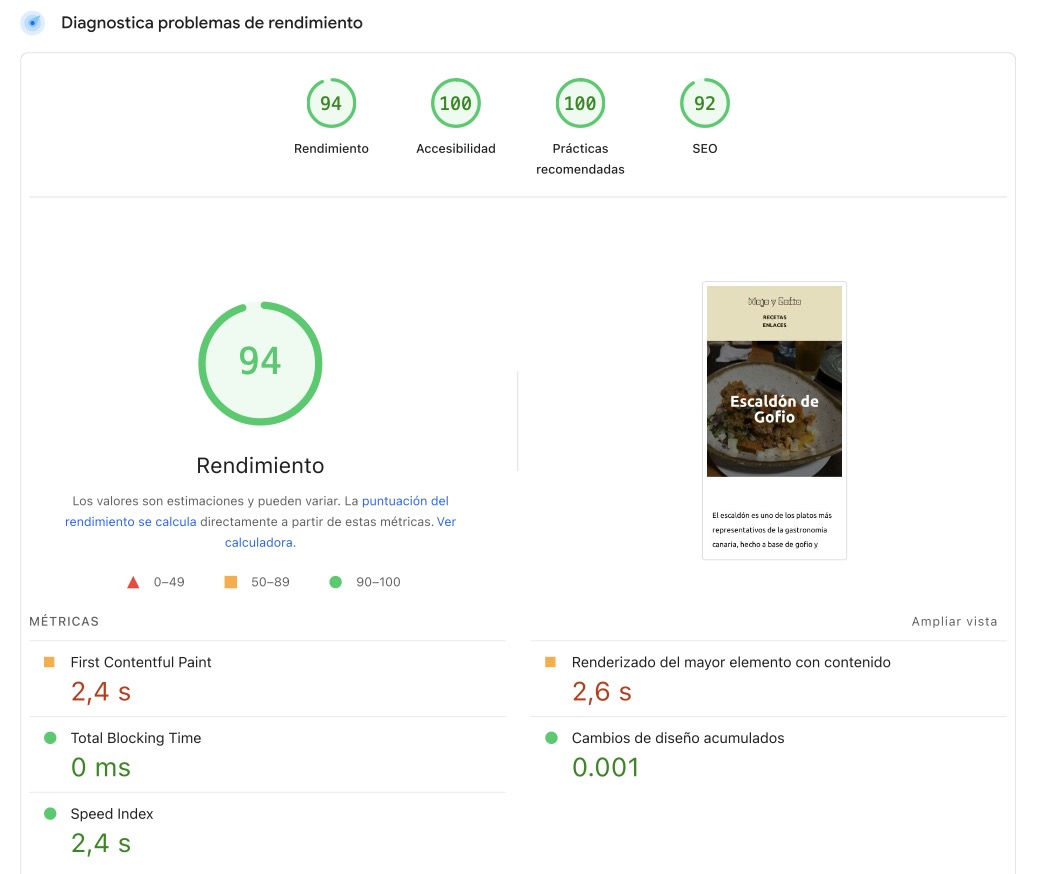 Diagnostica problemas de rendimiento
94
100
100
92
Rendimiento
Accesibilidad
Prácticas
recomendadas
SEO
94
Rendimiento
Los valores son estimaciones y pueden variar. La puntuación del
rendimiento se calcula directamente a partir de estas métricas. Ver
calculadora.
0–49
50–89
90–100
Mojo y Gofio
RECETAS
ENLACES
Escaldón de
Gofio
El escaldón es uno de los platos más
representativos de la gastronomía
canaria, hecho a base de gofio y
MÉTRICAS
Ampliar vista
First Contentful Paint
2,4 s
Renderizado del mayor elemento con contenido
2,6 s
Total Blocking Time
0 ms
Cambios de diseño acumulados
0.001
Speed Index
2,4 s